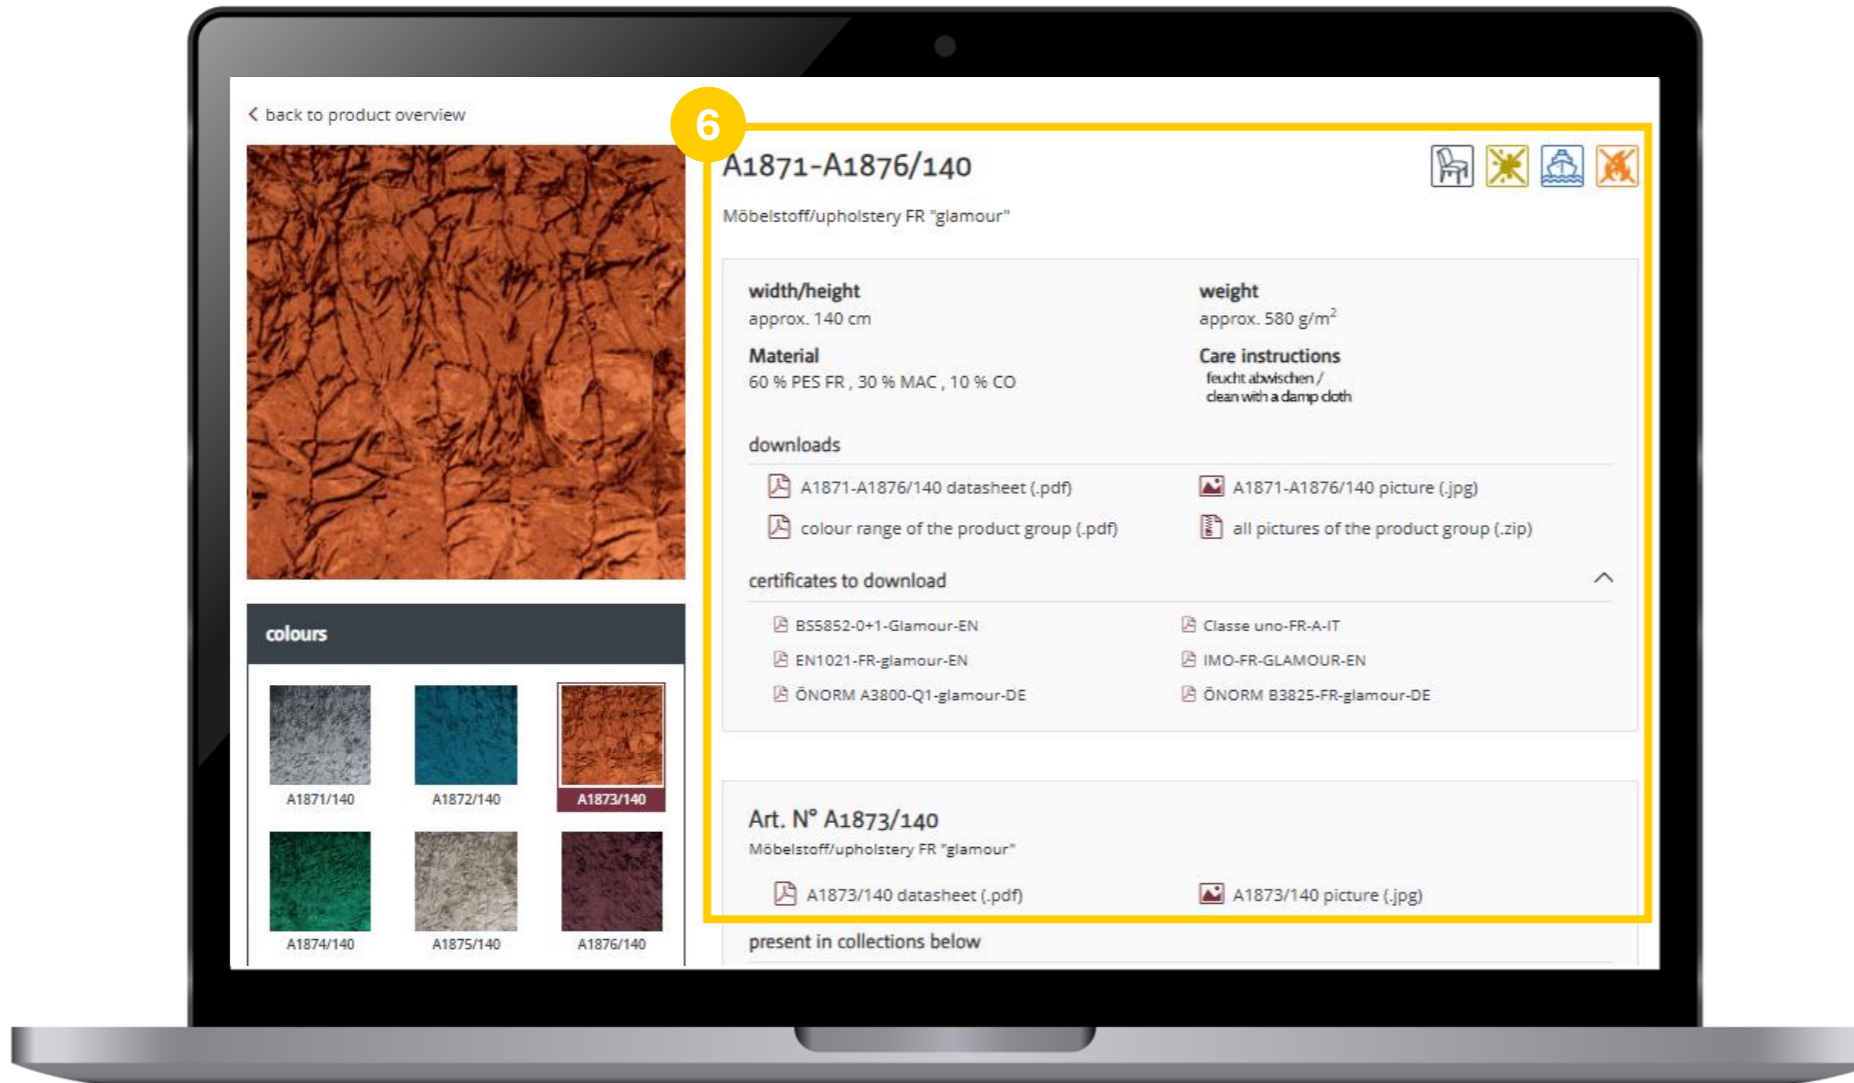 back to product overview
6
A1871-A1876/140
Möbelstoff/upholstery FR "glamour"
width/height
approx. 140 cm
weight
approx. 580 g/m²
Material
60 % PES FR , 30 % MAC , 10 % CO
Care instructions
feucht abwischen /
clean with a damp cloth
downloads
A1871-A1876/140 datasheet (.pdf)
A1871-A1876/140 picture (.jpg)
colour range of the product group (.pdf)
all pictures of the product group (.zip)
certificates to download
BS5852-0+1-Glamour-EN
Classe uno-FR-A-IT
EN1021-FR-glamour-EN
IMO-FR-GLAMOUR-EN
ÖNORM A3800-Q1-glamour-DE
ÖNORM B3825-FR-glamour-DE
colours
A1871/140
A1872/140
A1873/140
A1874/140
A1875/140
A1876/140
Art. N° A1873/140
Möbelstoff/upholstery FR "glamour"
A1873/140 datasheet (.pdf)
A1873/140 picture (.jpg)
present in collections below